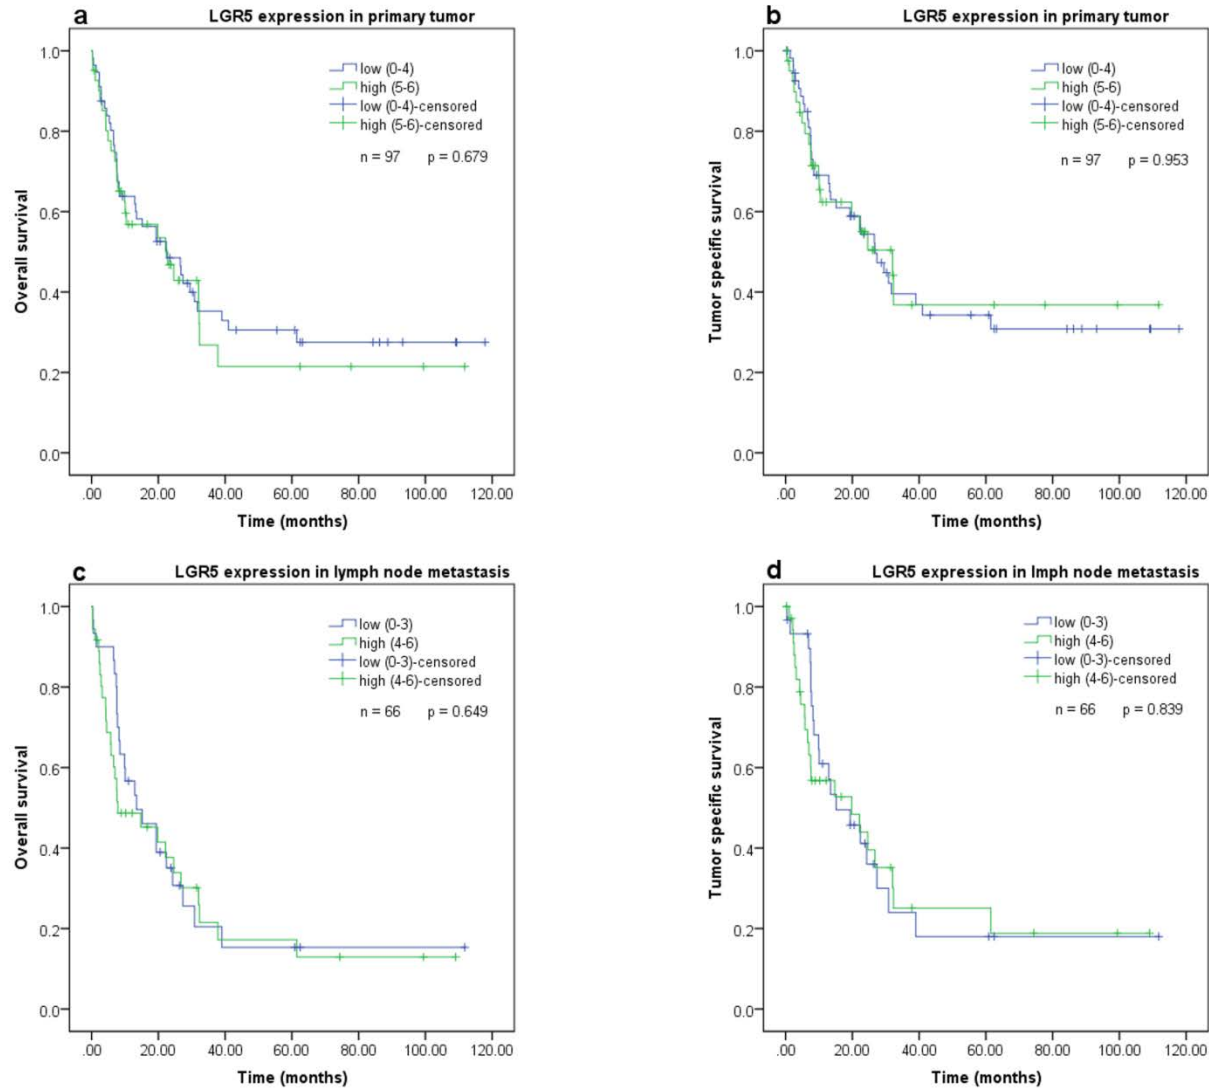 a
LGR5 expression in primary tumor
low (0-4)
high (5-6)
low (0-4)-censored
high (5-6)-censored
n = 97 p = 0.679
Overall survival
1.0
0.8
0.6
0.4
0.2
0.0
.00 20.00 40.00 60.00 80.00 100.00 120.00
Time (months)
b
LGR5 expression in primary tumor
low (0-4)
high (5-6)
low (0-4)-censored
high (5-6)-censored
n = 97 p = 0.953
Tumor specific survival
1.0
0.8
0.6
0.4
0.2
0.0
.00 20.00 40.00 60.00 80.00 100.00 120.00
Time (months)
c
LGR5 expression in lymph node metastasis
low (0-3)
high (4-6)
low (0-3)-censored
high (4-6)-censored
n = 66 p = 0.649
Overall survival
1.0
0.8
0.6
0.4
0.2
0.0
.00 20.00 40.00 60.00 80.00 100.00 120.00
Time (months)
d
LGR5 expression in lmph node metastasis
low (0-3)
high (4-6)
low (0-3)-censored
high (4-6)-censored
n = 66 p = 0.839
Tumor specific survival
1.0
0.8
0.6
0.4
0.2
0.0
.00 20.00 40.00 60.00 80.00 100.00 120.00
Time (months)